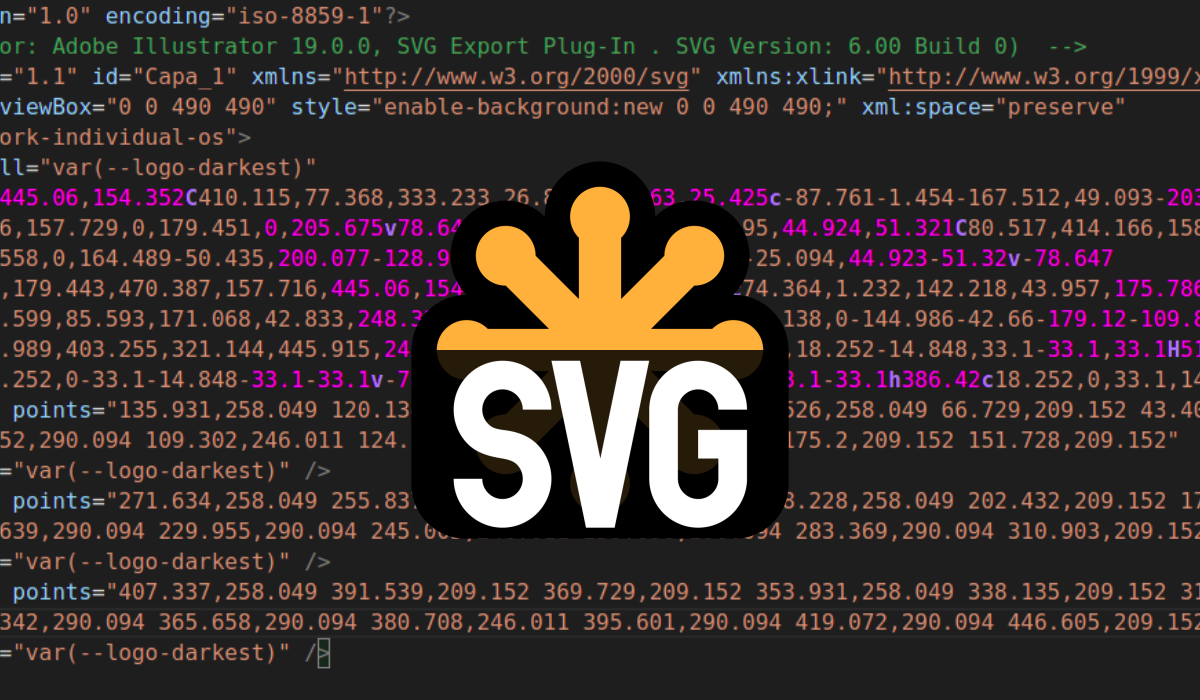 n="1.0" encoding="iso-8859-1"?>
or: Adobe Illustrator 19.0.0, SVG Export Plug-In . SVG Version: 6.00 Build 0)  -->
="1.1" id="Capa_1" xmlns="http://www.w3.org/2000/svg" xmlns:xlink="http://www.w3.org/1999/x
viewBox="0 0 490 490" style="enable-background:new 0 0 490 490;" xml:space="preserve"
ork-individual-os">
ll="var(--logo-darkest)"
445.06,154.352C410.115,77.368,333.233,26.8 63,25.425c-87.761-1.454-167.512,49.093-203
6,157.729,0,179.451,0,205.675v78.64 95,44.924,51.321C80.517,414.166,158
558,0,164.489-50.435,200.077-128.9 -25.094,44.923-51.32v-78.647
,179.443,470.387,157.716,445.06,154 74.364,1.232,142.218,43.957,175.786
.599,85.593,171.068,42.833,248.3 138,0-144.986-42.66-179.12-109.8
.989,403.255,321.144,445.915,24 ,18.252-14.848,33.1-33.1,33.1H51
.252,0-33.1-14.848-33.1-33.1v-7 3.1-33.1h386.42c18.252,0,33.1,14
points="135.931,258.049 120.13 526,258.049 66.729,209.152 43.40
52,290.094 109.302,246.011 124. 175.2,209.152 151.728,209.152"
="var(--logo-darkest)" />
points="271.634,258.049 255.83 8.228,258.049 202.432,209.152 17
639,290.094 229.955,290.094 245.00 094 283.369,290.094 310.903,209.152
="var(--logo-darkest)" />
points="407.337,258.049 391.539,209.152 369.729,209.152 353.931,258.049 338.135,209.152 31
342,290.094 365.658,290.094 380.708,246.011 395.601,290.094 419.072,290.094 446.605,209.152
="var(--logo-darkest)" />
SVG